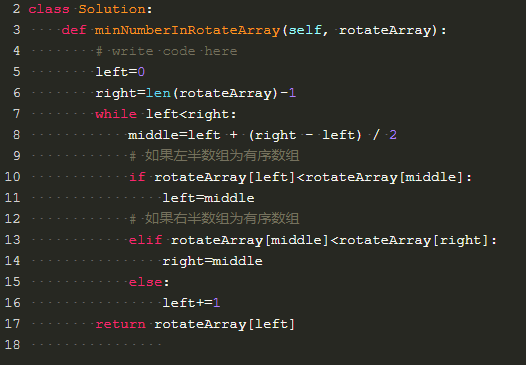 2 class Solution:
3     def minNumberInRotateArray(self, rotateArray):
4         # write code here
5         left=0
6         right=len(rotateArray)-1
7         while left<right:
8             middle=left + (right - left) / 2
9             # 如果左半数组为有序数组
10             if rotateArray[left]<rotateArray[middle]:
11                 left=middle
12             # 如果右半数组为有序数组
13             elif rotateArray[middle]<rotateArray[right]:
14                 right=middle
15             else:
16                 left+=1
17         return rotateArray[left]
18